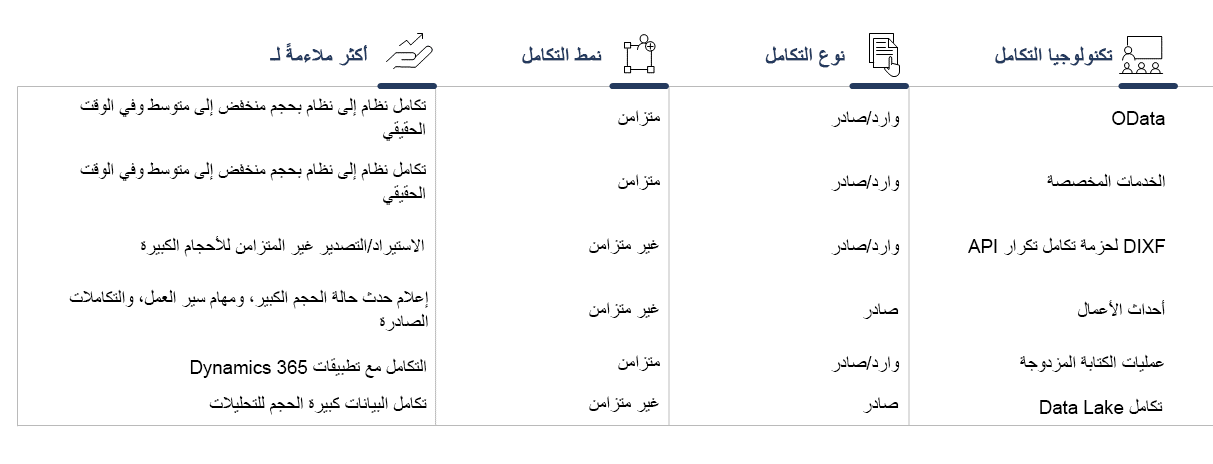 تكنولوجيا التكامل
نوع التكامل
نمط التكامل
أكثر ملاءمةً لـ
OData
وارد/صادر
متزامن
تكامل نظام إلى نظام بحجم منخفض إلى متوسط وفي الوقت
الحقيقي
الخدمات المخصصة
وارد/صادر
متزامن
تكامل نظام إلى نظام بحجم منخفض إلى متوسط وفي الوقت
الحقيقي
DIXF لحزمة تكامل تكرار API
وارد/صادر
غير متزامن
الاستيراد/التصدير غير المتزامن للأحجام الكبيرة
أحداث الأعمال
صادر
غير متزامن
إعلام حدث حالة الحجم الكبير، ومهام سير العمل، والتكاملات
الصادرة
عمليات الكتابة المزدوجة
وارد/صادر
متزامن
التكامل مع تطبيقات Dynamics 365
تكامل Data Lake
صادر
غير متزامن
تكامل البيانات كبيرة الحجم للتحليلات